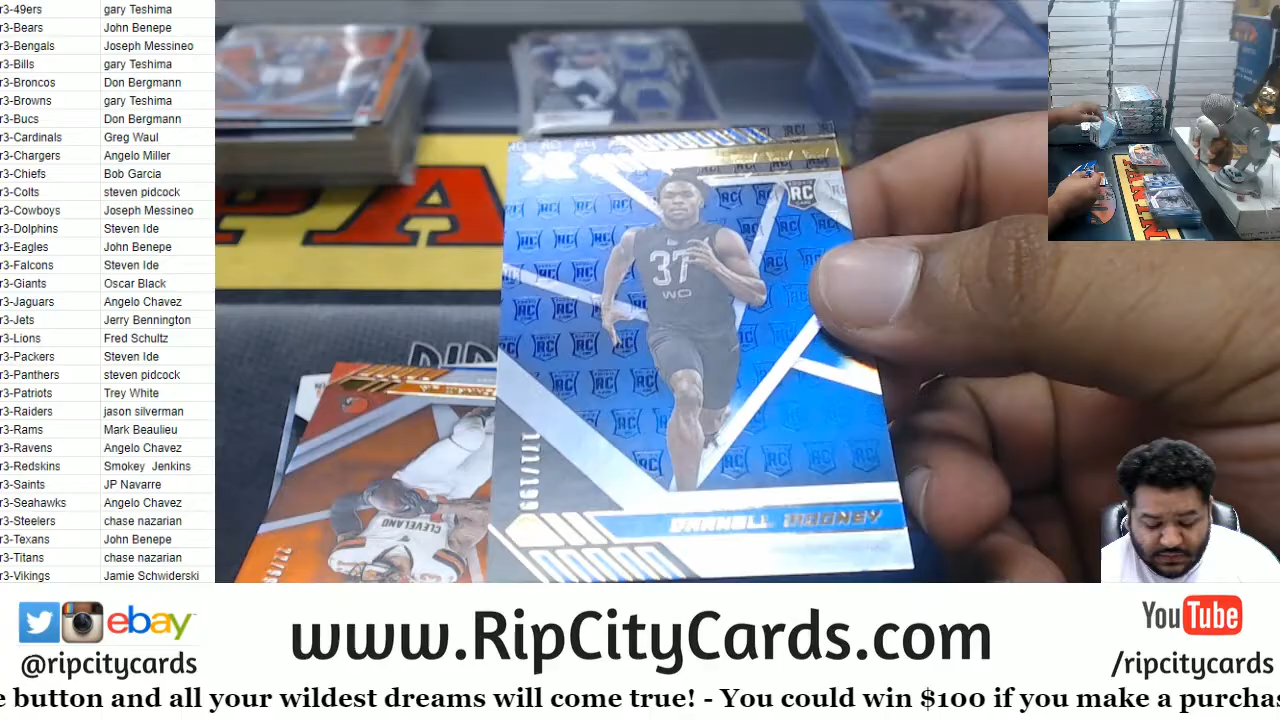 r3-49ers gary Teshima
r3-Bears John Benepe
r3-Bengals Joseph Messineo
r3-Bills gary Teshima
r3-Broncos Don Bergmann
r3-Browns gary Teshima
r3-Bucs Don Bergmann
r3-Cardinals Greg Waul
r3-Chargers Angelo Miller
r3-Chiefs Bob Garcia
r3-Colts steven pidcock
r3-Cowboys Joseph Messineo
r3-Dolphins Steven Ide
r3-Eagles John Benepe
r3-Falcons Steven Ide
r3-Giants Oscar Black
r3-Jaguars Angelo Chavez
r3-Jets Jerry Bennington
r3-Lions Fred Schultz
r3-Packers Steven Ide
r3-Panthers steven pidcock
r3-Patriots Trey White
r3-Raiders jason silverman
r3-Rams Mark Beaulieu
r3-Ravens Angelo Chavez
r3-Redskins Smokey Jenkins
r3-Saints JP Navarre
r3-Seahawks Angelo Chavez
r3-Steelers chase nazarian
r3-Texans John Benepe
r3-Titans chase nazarian
r3-Vikings Jamie Schwiderski
RC
37
WO
171/199
DARNELL MOONEY
CLEVELAND
ebay
@ripcitycards
www.RipCityCards.com
YouTube
/ripcitycards
e button and all your wildest dreams will come true! - You could win $100 if you make a purcha